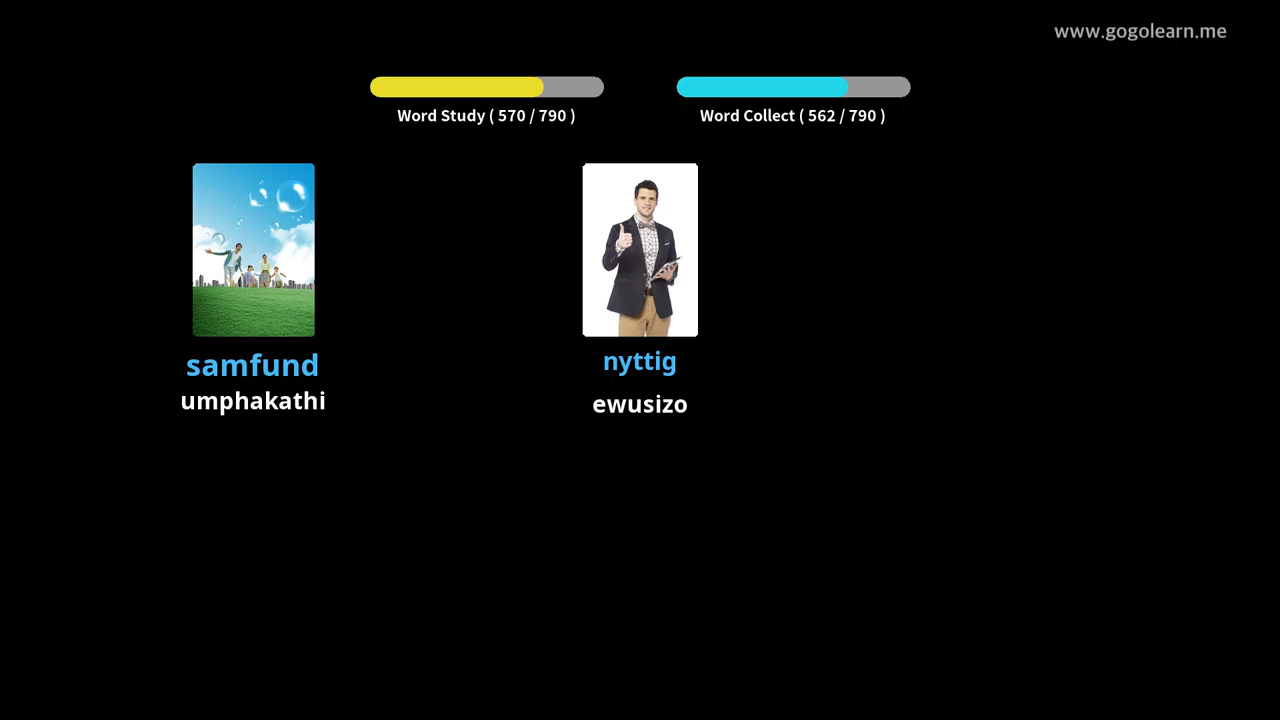 www.gogolearn.me
Word Study ( 570 / 790 )
Word Collect ( 562 / 790 )
samfund
umphakathi
nyttig
ewusizo